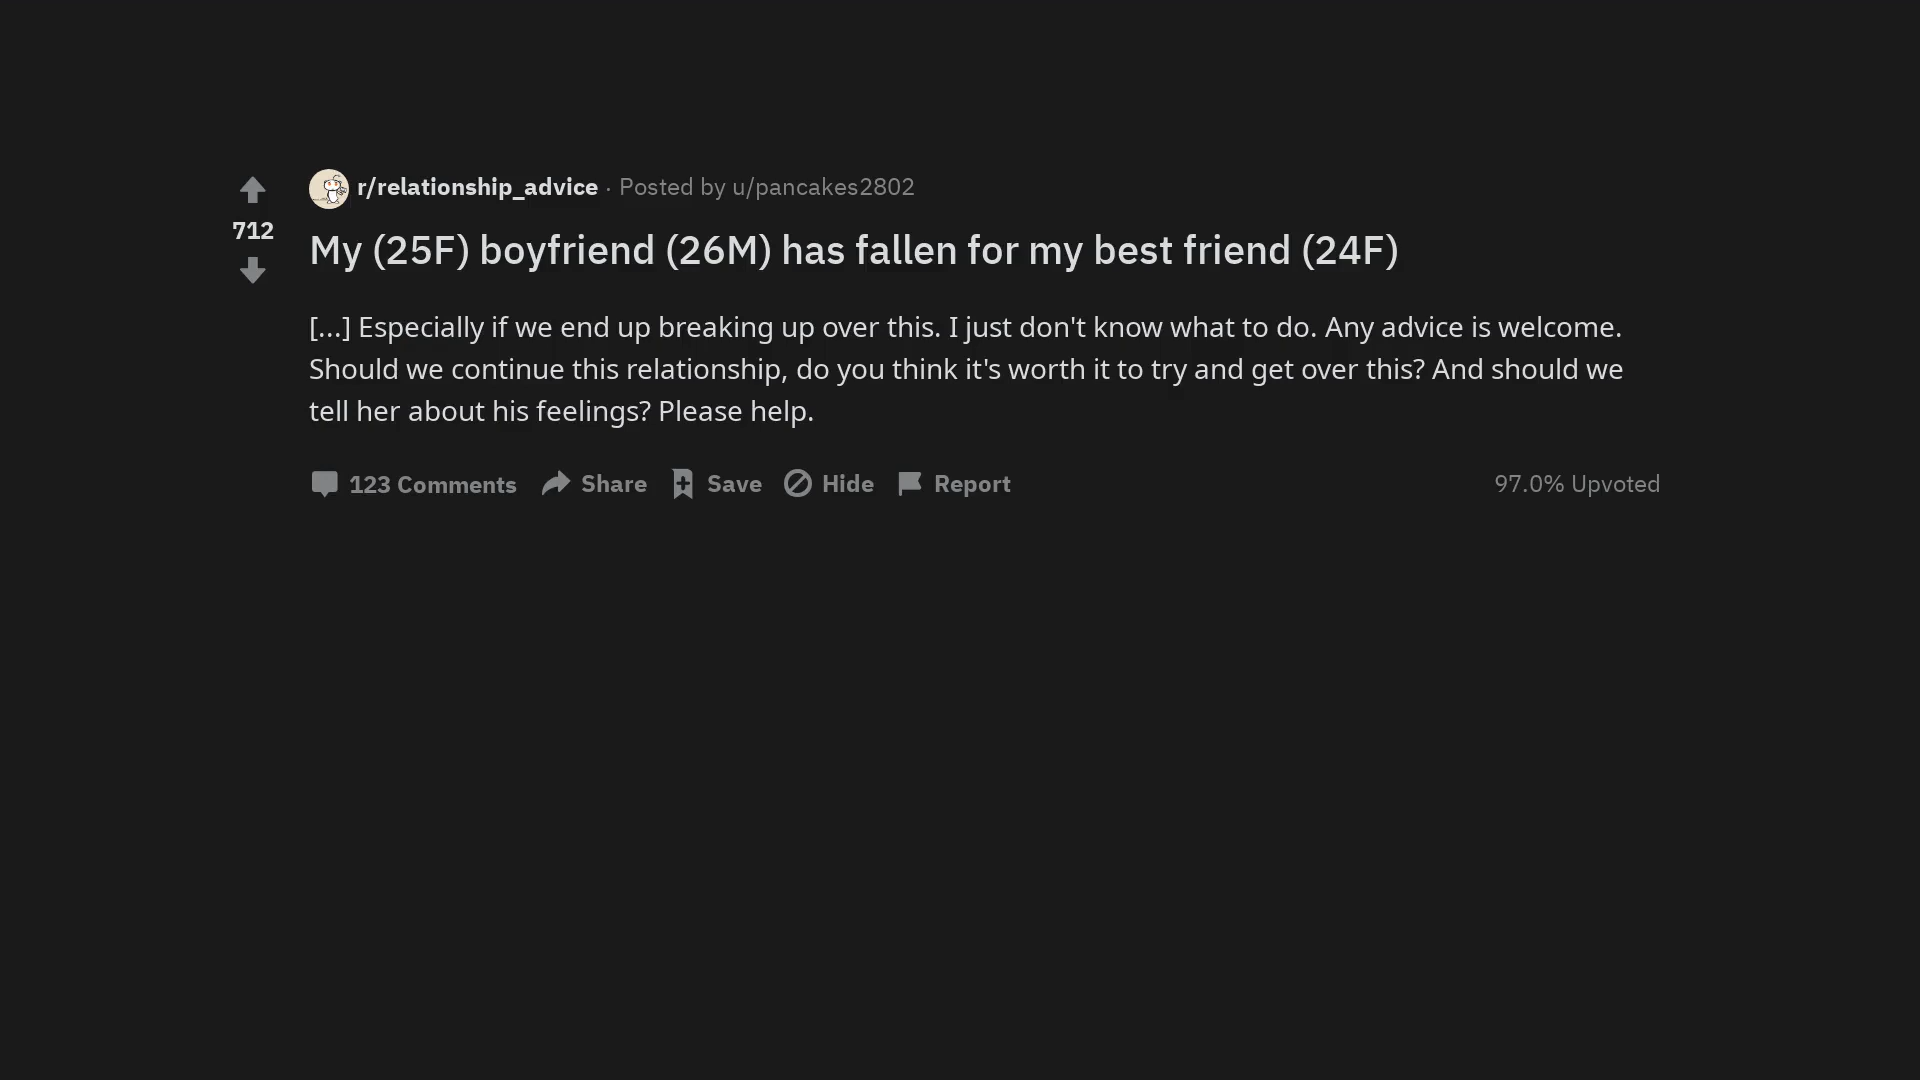 r/relationship_advice · Posted by u/pancakes2802
712
My (25F) boyfriend (26M) has fallen for my best friend (24F)
[...] Especially if we end up breaking up over this. I just don't know what to do. Any advice is welcome.
Should we continue this relationship, do you think it's worth it to try and get over this? And should we
tell her about his feelings? Please help.
123 Comments Share Save Hide Report 97.0% Upvoted